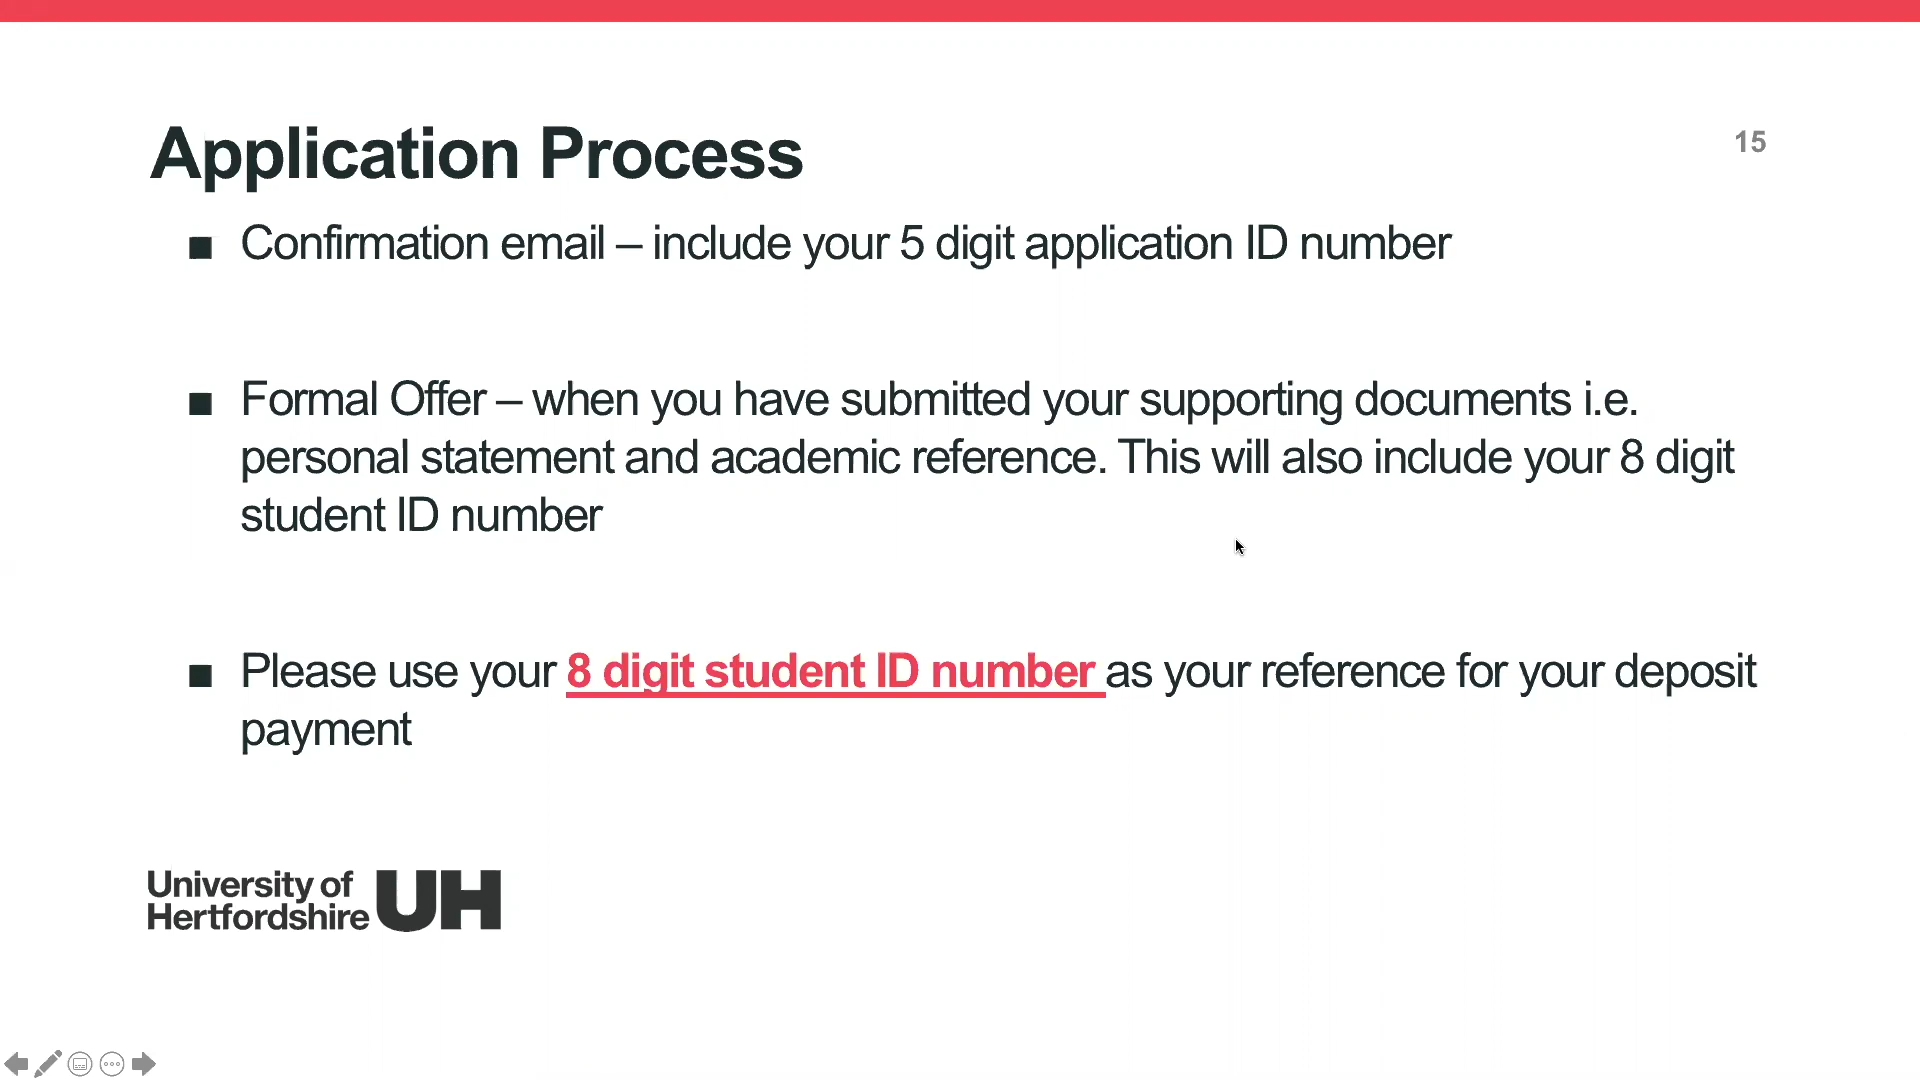 Application Process
15
■ Confirmation email – include your 5 digit application ID number
■ Formal Offer – when you have submitted your supporting documents i.e.
personal statement and academic reference. This will also include your 8 digit
student ID number
■ Please use your 8 digit student ID number as your reference for your deposit
payment
University of
Hertfordshire UH